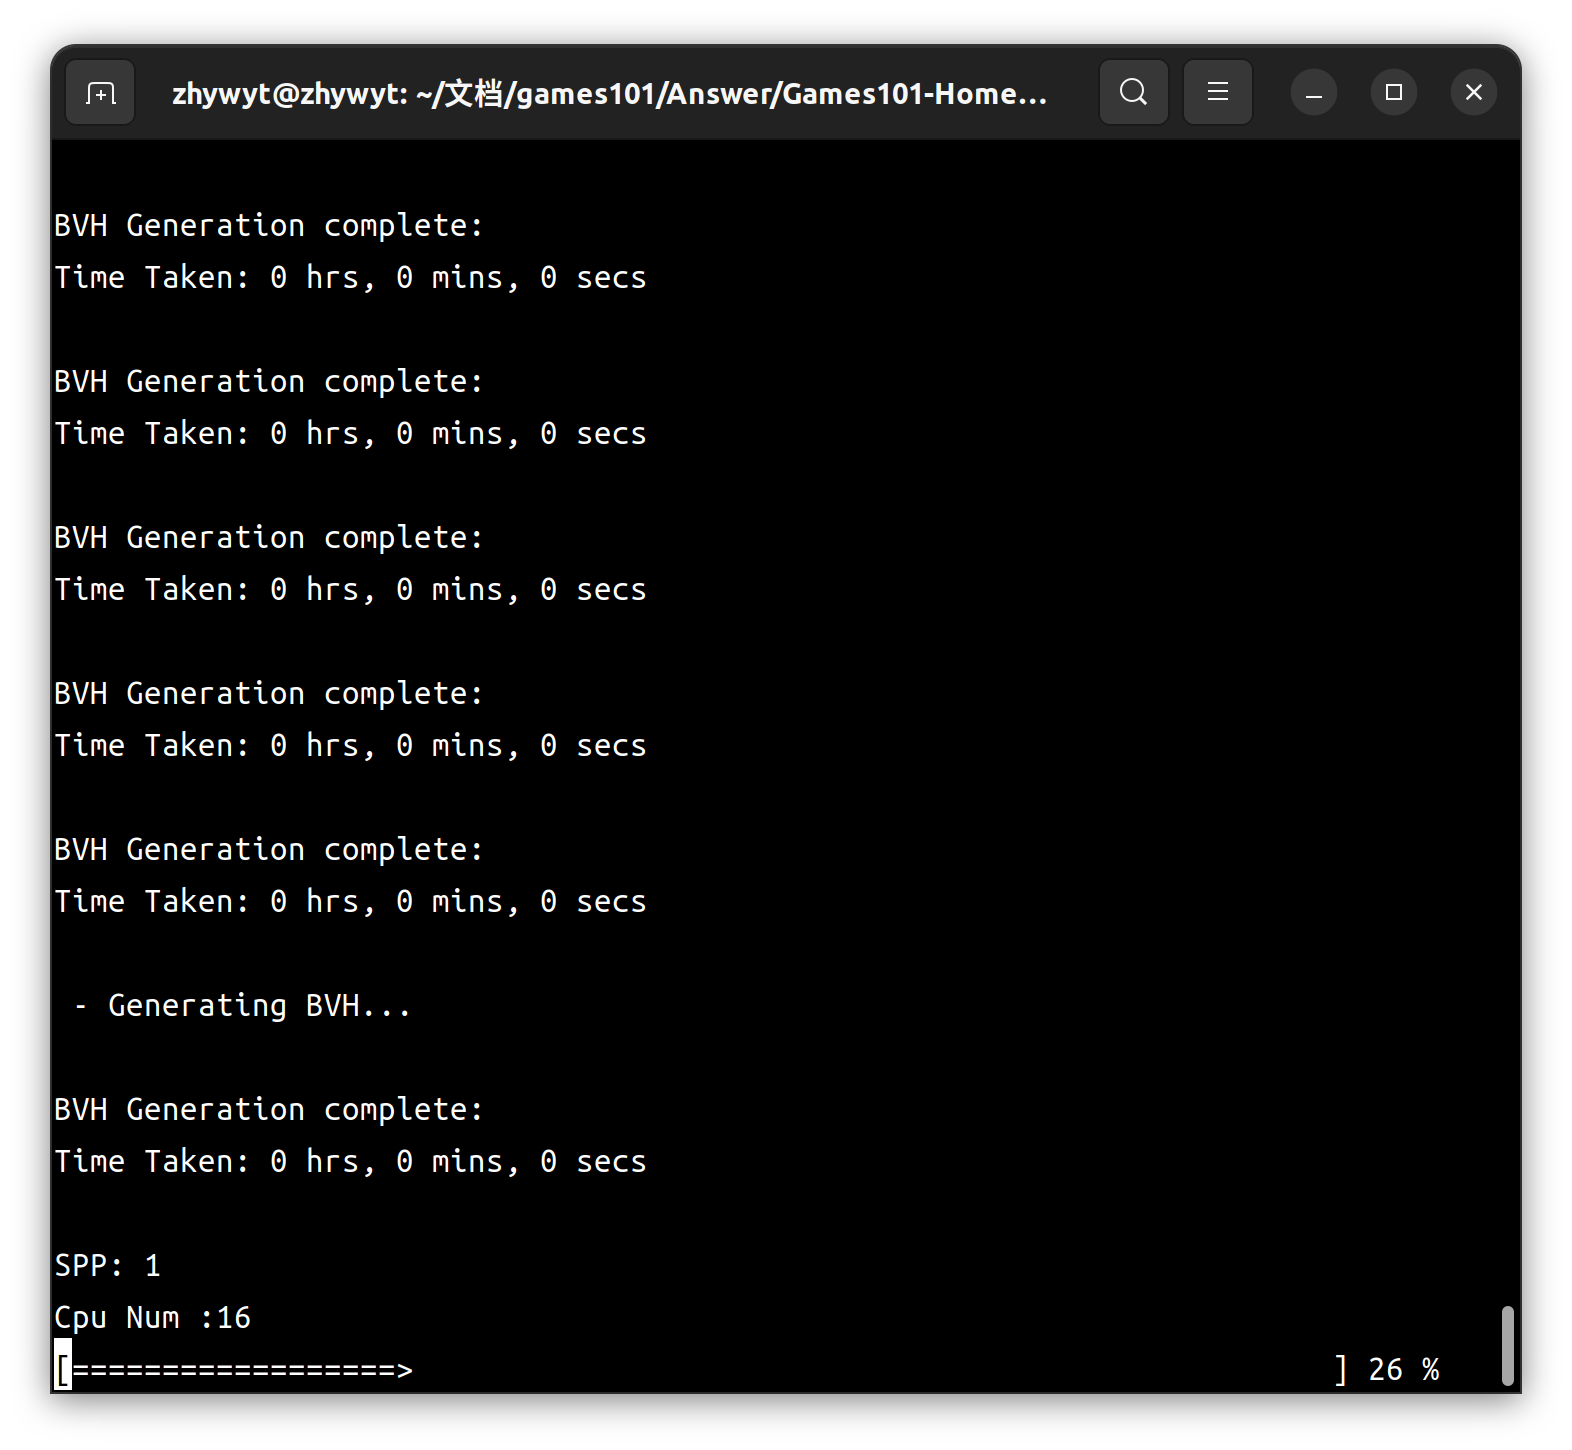 zhywyt@zhywyt: ~/文档/games101/Answer/Games101-Home...
BVH Generation complete:
Time Taken: 0 hrs, 0 mins, 0 secs
BVH Generation complete:
Time Taken: 0 hrs, 0 mins, 0 secs
BVH Generation complete:
Time Taken: 0 hrs, 0 mins, 0 secs
BVH Generation complete:
Time Taken: 0 hrs, 0 mins, 0 secs
BVH Generation complete:
Time Taken: 0 hrs, 0 mins, 0 secs
- Generating BVH...
BVH Generation complete:
Time Taken: 0 hrs, 0 mins, 0 secs
SPP: 1
Cpu Num :16
[==================> ] 26 %